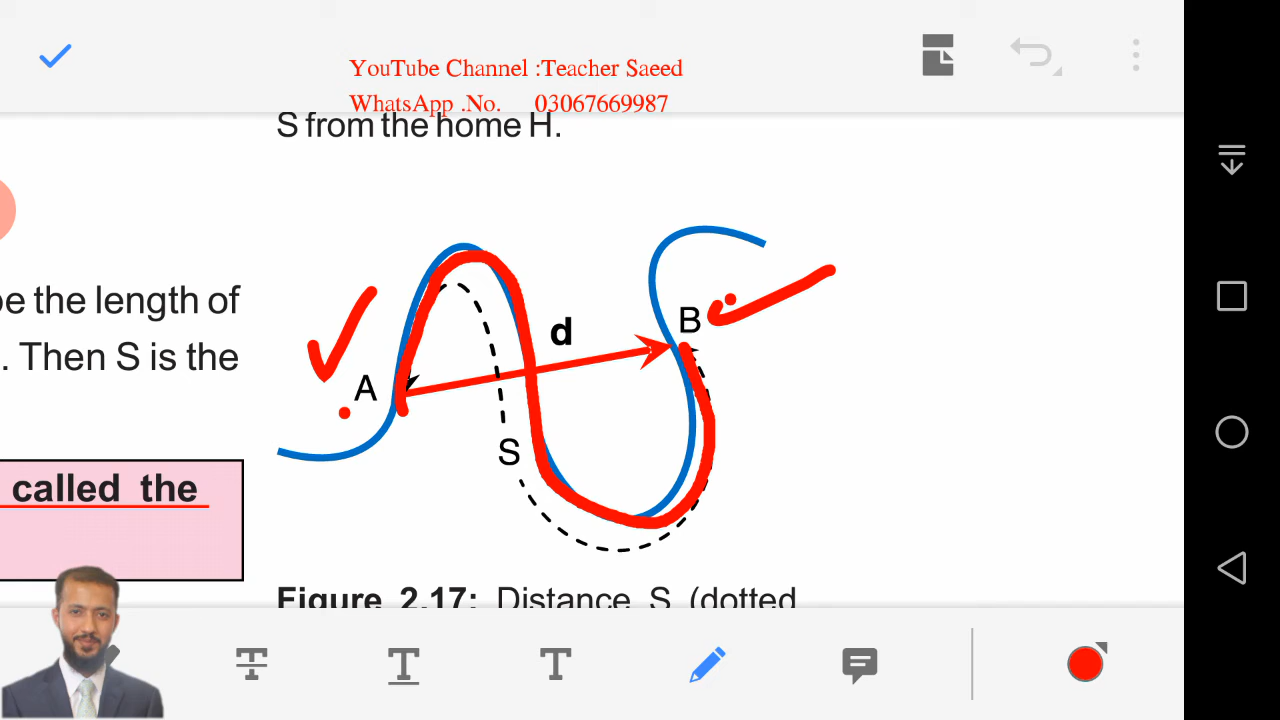 YouTube Channel :Teacher Saeed
WhatsApp .No. 03067669987
S from the home H.
be the length of
. Then S is the
called the
A
d
B
S
Figure 2.17: Distance S (dotted
T
T
T